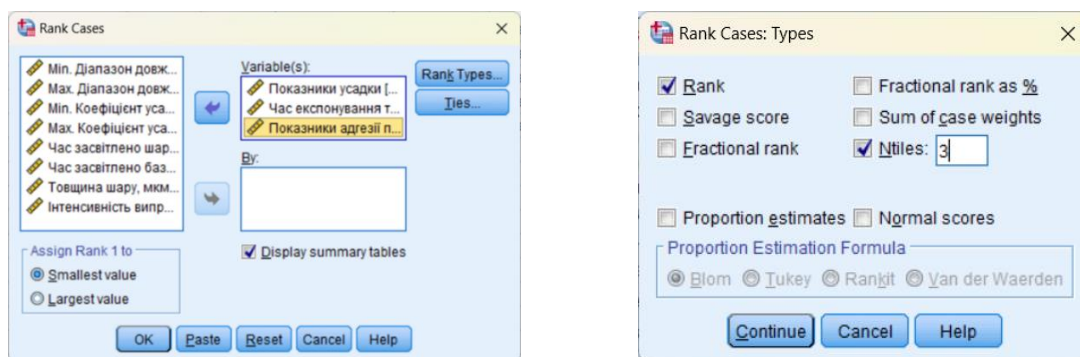 Rank Cases
Min. Діапазон довж...
Max. Діапазон довж...
Min. Коефіцієнт уса...
Max. Коефіцієнт уса...
Час засвітлено шар...
Час засвітлено баз...
Товщина шару, мкм...
Інтенсивність випр...
Variable(s):
Показники усадки [...
Час експонування т...
Показники адгезії п...
By:
Rank Types...
Ties...
Assign Rank 1 to
Smallest value
Largest value
Display summary tables
OK Paste Reset Cancel Help
Rank Cases: Types
Rank Fractional rank as %
Savage score Sum of case weights
Fractional rank Ntiles: 3
Proportion estimates Normal scores
Proportion Estimation Formula
Blom Tukey Rankit Van der Waerden
Continue Cancel Help